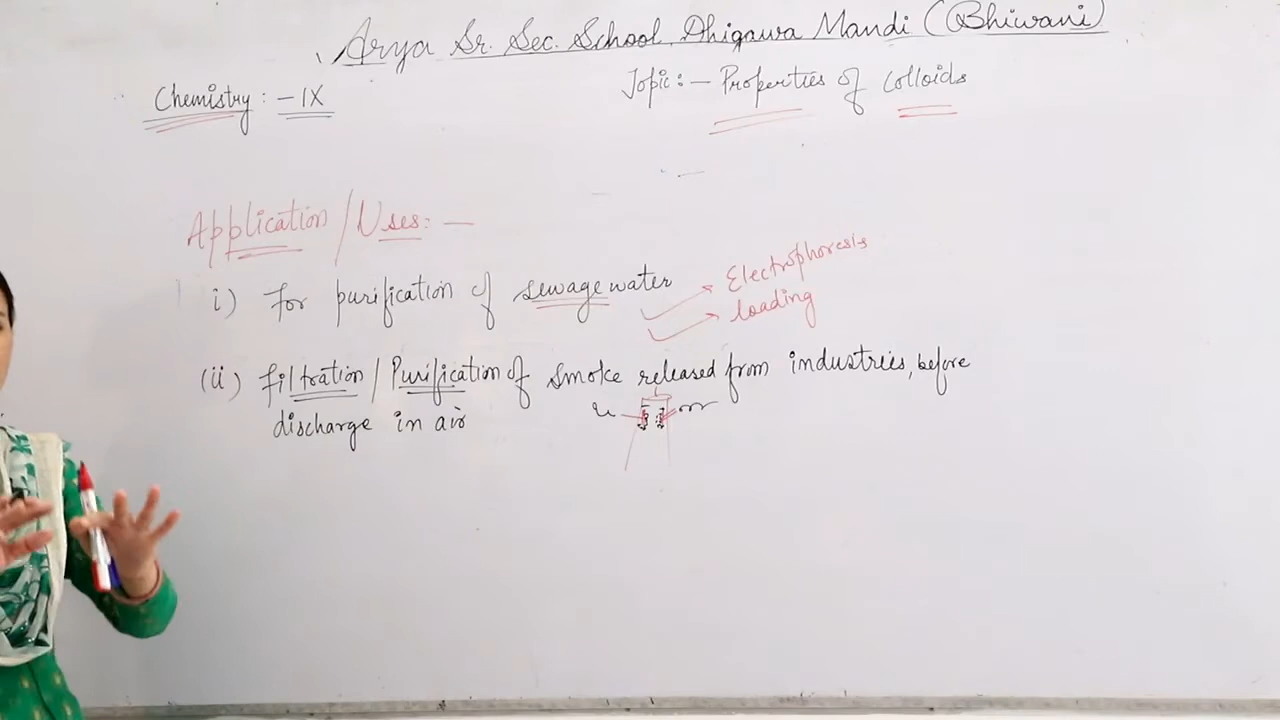 Arya Sr. Sec. School, Dhigawa Mandi (Bhiwani)
Chemistry: - IX
Topic:- Properties of Colloids
Application/Uses: -
i) For purification of sewage water
Electrophoresis
loading
(ii) filtration / Purification of smoke released from industries, before
discharge in air